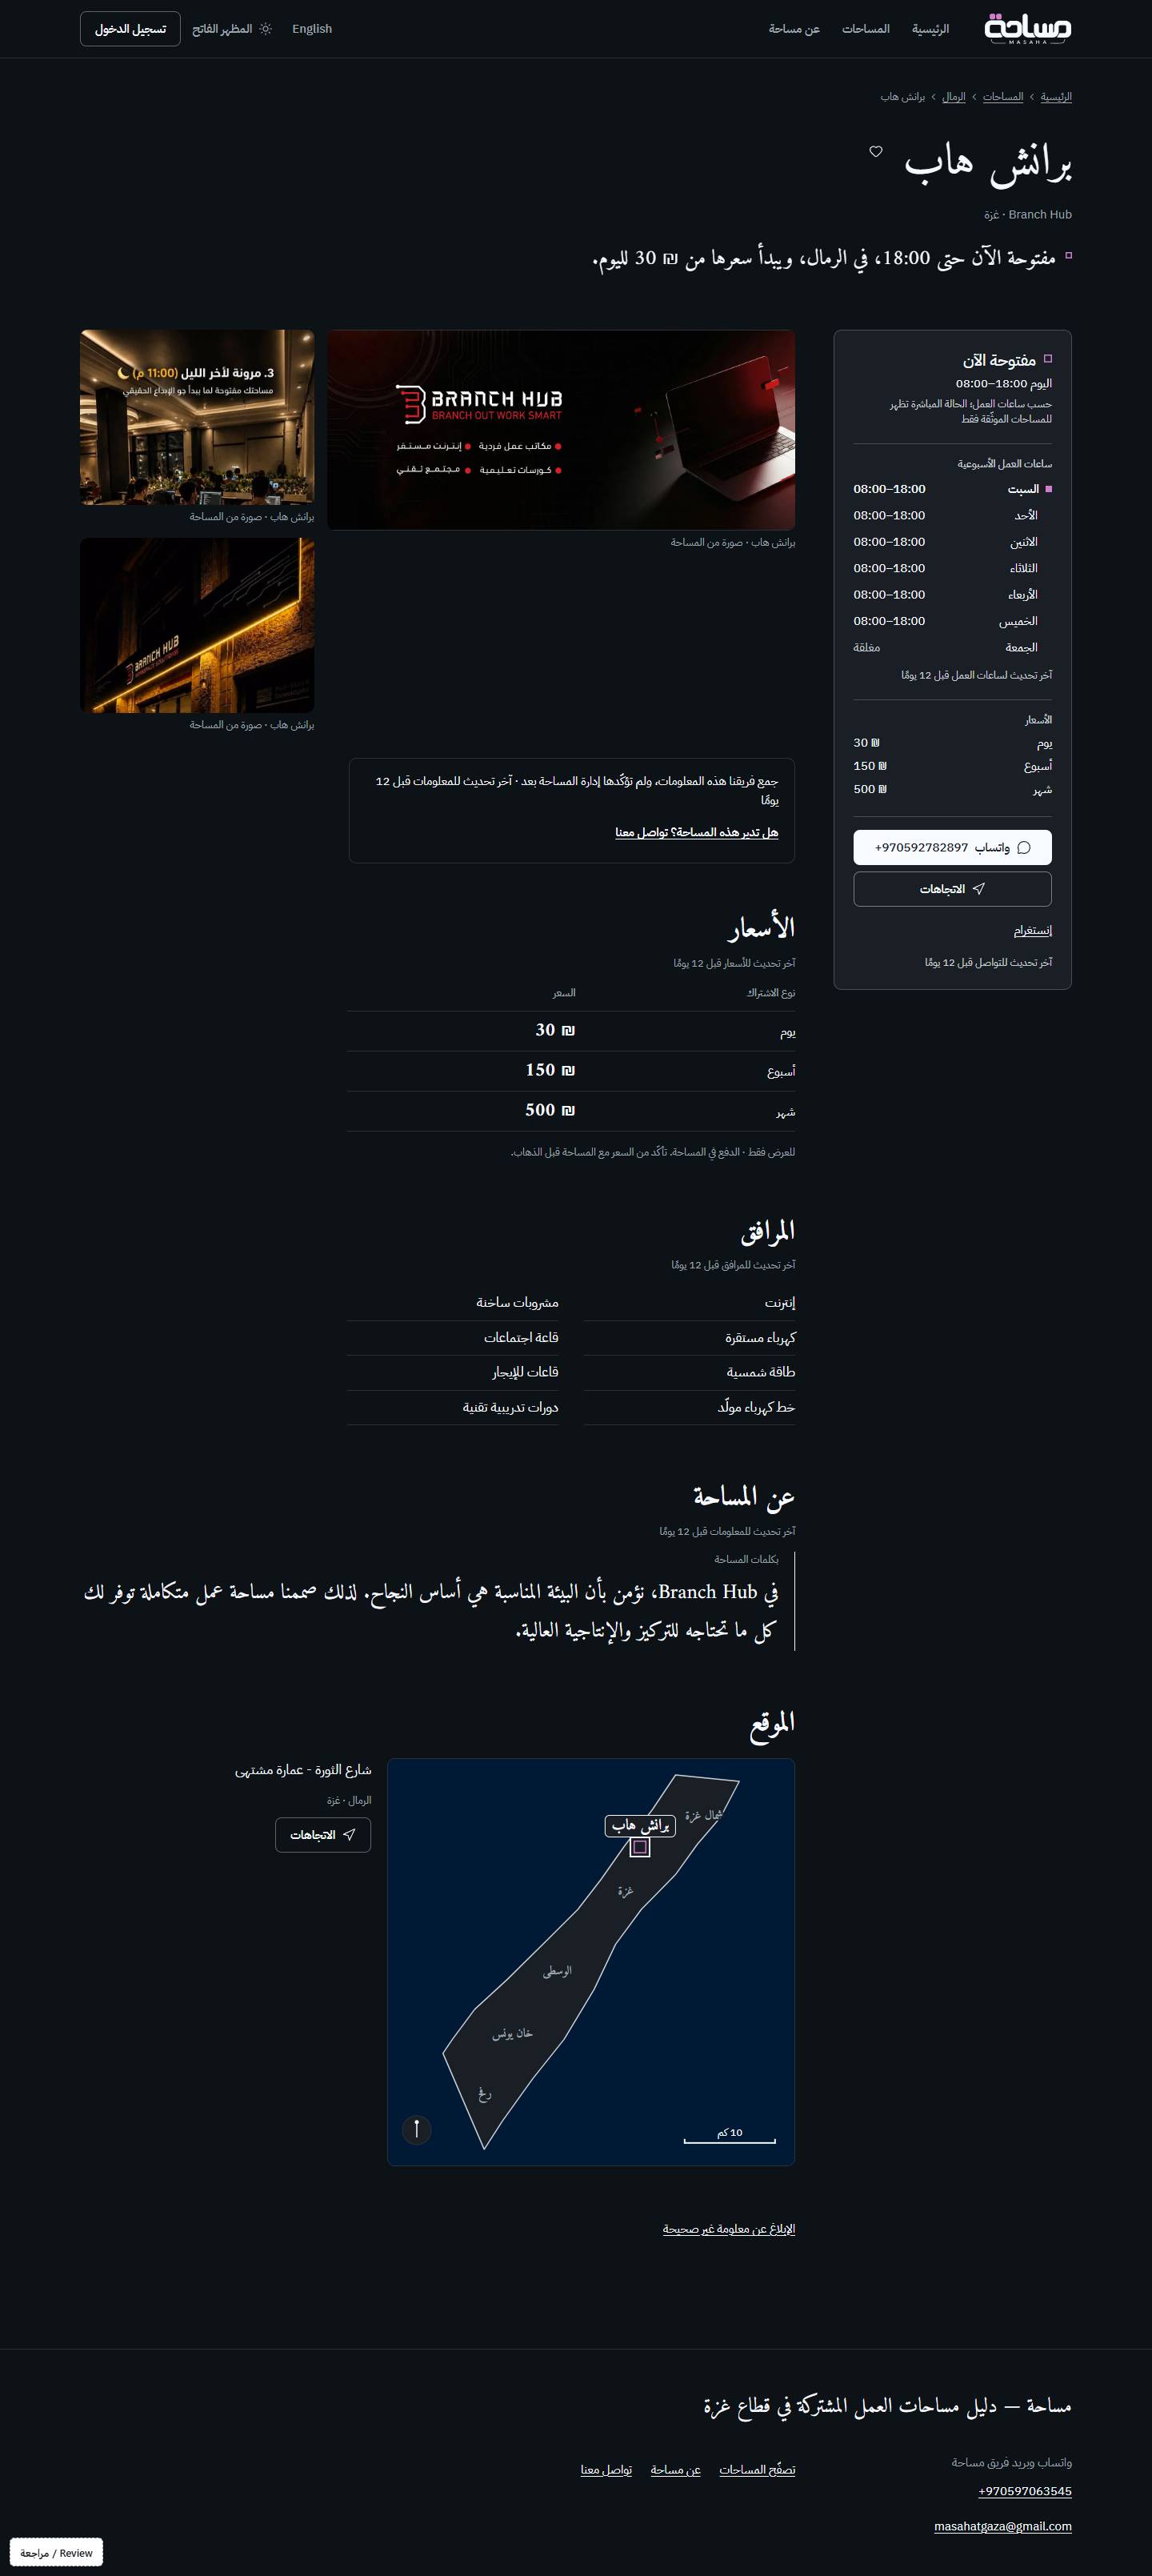 مساحة
MASAHA
الرئيسية
المساحات
عن مساحة
English
المظهر الفاتح
تسجيل الدخول
الرئيسية › المساحات › الرمال › برانش هاب
برانش هاب
Branch Hub · غزة
مفتوحة الآن حتى 18:00، في الرمال، ويبدأ سعرها من ₪ 30 لليوم.
مفتوحة الآن
اليوم 08:00–18:00
حسب ساعات العمل؛ الحالة المباشرة تظهر
للمساحات الموثّقة فقط
ساعات العمل الأسبوعية
السبت 08:00–18:00
الأحد 08:00–18:00
الاثنين 08:00–18:00
الثلاثاء 08:00–18:00
الأربعاء 08:00–18:00
الخميس 08:00–18:00
الجمعة مغلقة
آخر تحديث لساعات العمل قبل 12 يومًا
الأسعار
يوم ₪ 30
أسبوع ₪ 150
شهر ₪ 500
واتساب +970592782897
الاتجاهات
إنستغرام
آخر تحديث للتواصل قبل 12 يومًا
BRANCH HUB
BRANCH OUT WORK SMART
مكاتب عمل فردية
إنترنت مستقر
كورسات تعليمية
مجتمع تقني
برانش هاب · صورة من المساحة
3. مرونة لآخر الليل (11:00 م)
مساحتك مفتوحة لما يبدأ جو الإبداع الحقيقي
برانش هاب · صورة من المساحة
BRANCH HUB
برانش هاب · صورة من المساحة
جمع فريقنا هذه المعلومات، ولم تؤكّدها إدارة المساحة بعد · آخر تحديث للمعلومات قبل 12
يومًا
هل تدير هذه المساحة؟ تواصل معنا
الأسعار
آخر تحديث للأسعار قبل 12 يومًا
نوع الاشتراك السعر
يوم ₪ 30
أسبوع ₪ 150
شهر ₪ 500
للعرض فقط · الدفع في المساحة. تأكّد من السعر مع المساحة قبل الذهاب.
المرافق
آخر تحديث للمرافق قبل 12 يومًا
إنترنت مشروبات ساخنة
كهرباء مستقرة قاعة اجتماعات
طاقة شمسية قاعات للإيجار
خط كهرباء مولّد دورات تدريبية تقنية
عن المساحة
آخر تحديث للمعلومات قبل 12 يومًا
بكلمات المساحة
في Branch Hub، نؤمن بأن البيئة المناسبة هي أساس النجاح. لذلك صممنا مساحة عمل متكاملة توفر لك
كل ما تحتاجه للتركيز والإنتاجية العالية.
الموقع
شمال غزة
برانش هاب
غزة
الوسطى
خان يونس
رفح
10 كم
شارع الثورة - عمارة مشتهى
الرمال · غزة
الاتجاهات
الإبلاغ عن معلومة غير صحيحة
مساحة — دليل مساحات العمل المشتركة في قطاع غزة
واتساب وبريد فريق مساحة
+970597063545
masahatgaza@gmail.com
تصفّح المساحات
عن مساحة
تواصل معنا
Review / مراجعة